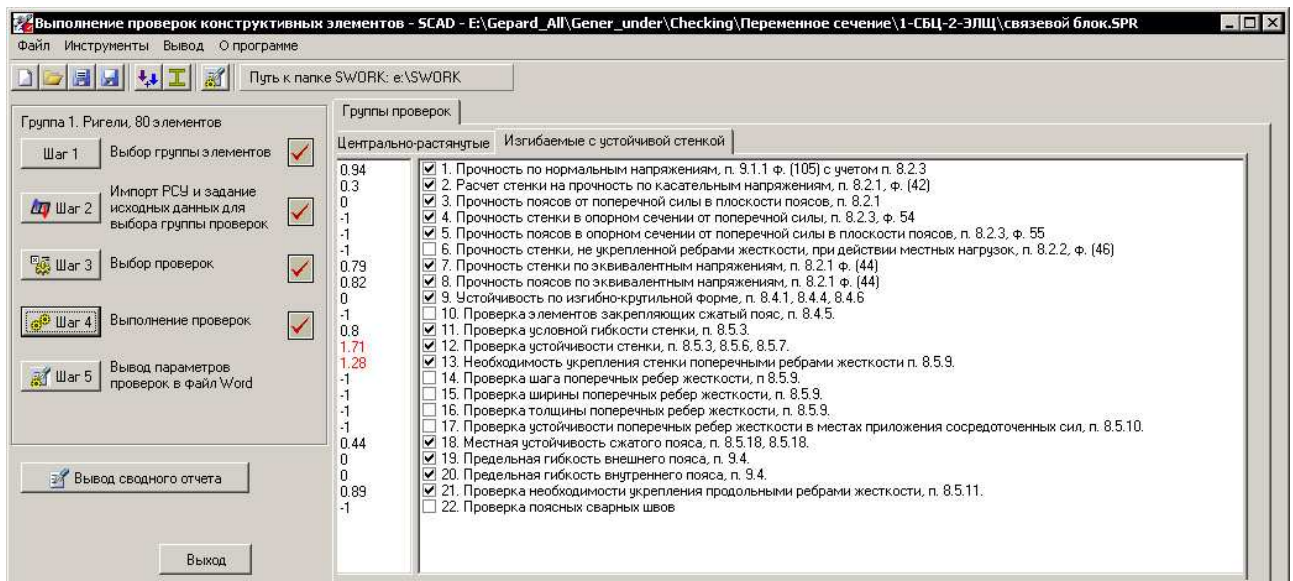 Выполнение проверок конструктивных элементов - SCAD - E:\Gepard_All\Gener_under\Checking\Переменное сечение\1-СБЦ-2-ЭЛЩ\связевой блок.SPR
Файл Инструменты Вывод О программе
Путь к папке SWORK: e:\SWORK
Группа 1. Ригели, 80 элементов
Шаг 1 Выбор группы элементов
Шаг 2 Импорт РСУ и задание
исходных данных для
выбора группы проверок
Шаг 3 Выбор проверок
Шаг 4 Выполнение проверок
Шаг 5 Вывод параметров
проверок в файл Word
Вывод сводного отчета
Выход
Группы проверок
Центрально-растянутые Изгибаемые с устойчивой стенкой
0.94 1. Прочность по нормальным напряжениям, п. 9.1.1 ф. (105) с учетом п. 8.2.3
0.3 2. Расчет стенки на прочность по касательным напряжениям, п. 8.2.1, ф. (42)
0 3. Прочность поясов от поперечной силы в плоскости поясов, п. 8.2.1
-1 4. Прочность стенки в опорном сечении от поперечной силы, п. 8.2.3, ф. 54
-1 5. Прочность поясов в опорном сечении от поперечной силы в плоскости поясов, п. 8.2.3, ф. 55
-1 6. Прочность стенки, не укрепленной ребрами жесткости, при действии местных нагрузок, п. 8.2.2, ф. (46)
0.79 7. Прочность стенки по эквивалентным напряжениям, п. 8.2.1 ф. (44)
0.82 8. Прочность поясов по эквивалентным напряжениям, п. 8.2.1 ф. (44)
0 9. Устойчивость по изгибно-крутильной форме, п. 8.4.1, 8.4.4, 8.4.6
-1 10. Проверка элементов закрепляющих сжатый пояс, п. 8.4.5.
0.8 11. Проверка условной гибкости стенки, п. 8.5.3.
1.71 12. Проверка устойчивости стенки, п. 8.5.3, 8.5.6, 8.5.7.
1.28 13. Необходимость укрепления стенки поперечными ребрами жесткости п. 8.5.9.
-1 14. Проверка шага поперечных ребер жесткости, п 8.5.9.
-1 15. Проверка ширины поперечных ребер жесткости, п. 8.5.9.
-1 16. Проверка толщины поперечных ребер жесткости, п. 8.5.9.
-1 17. Проверка устойчивости поперечных ребер жесткости в местах приложения сосредоточенных сил, п. 8.5.10.
0.44 18. Местная устойчивость сжатого пояса, п. 8.5.18, 8.5.18.
0 19. Предельная гибкость внешнего пояса, п. 9.4.
0 20. Предельная гибкость внутреннего пояса, п. 9.4.
0.89 21. Проверка необходимости укрепления продольными ребрами жесткости, п. 8.5.11.
-1 22. Проверка поясных сварных швов